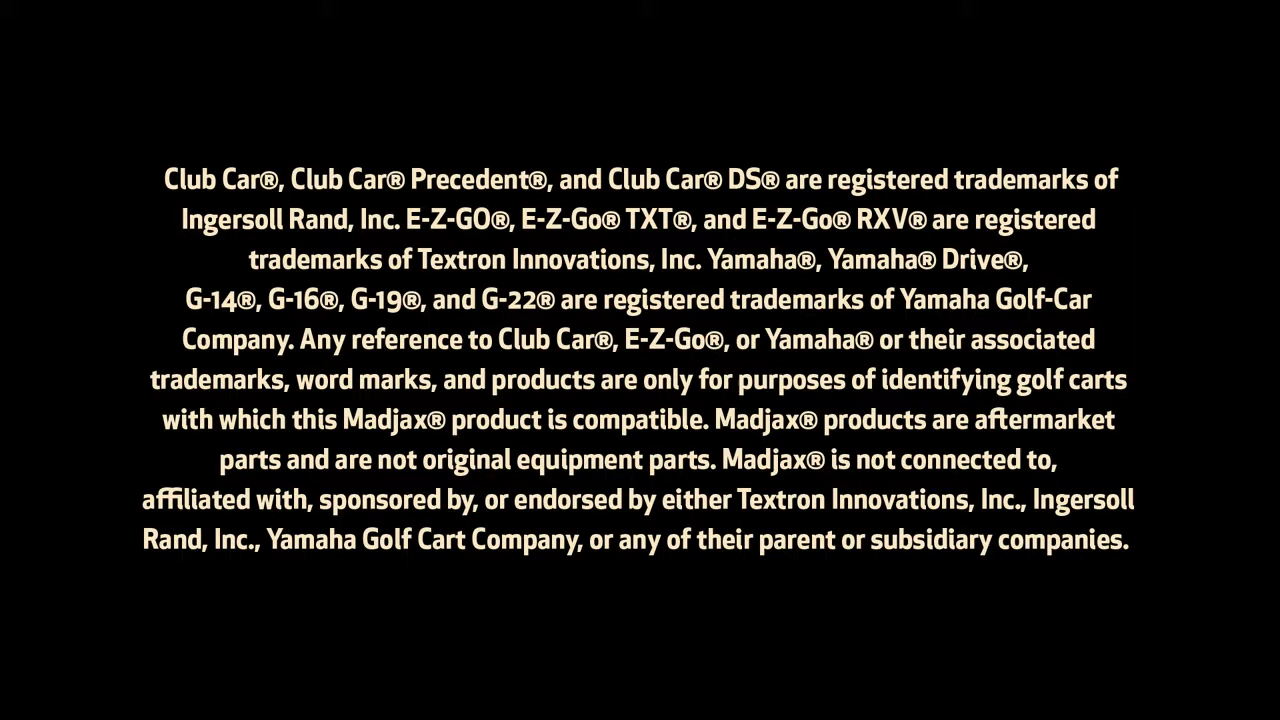 Club Car®, Club Car® Precedent®, and Club Car® DS® are registered trademarks of
Ingersoll Rand, Inc. E-Z-GO®, E-Z-Go® TXT®, and E-Z-Go® RXV® are registered
trademarks of Textron Innovations, Inc. Yamaha®, Yamaha® Drive®,
G-14®, G-16®, G-19®, and G-22® are registered trademarks of Yamaha Golf-Car
Company. Any reference to Club Car®, E-Z-Go®, or Yamaha® or their associated
trademarks, word marks, and products are only for purposes of identifying golf carts
with which this Madjax® product is compatible. Madjax® products are aftermarket
parts and are not original equipment parts. Madjax® is not connected to,
affiliated with, sponsored by, or endorsed by either Textron Innovations, Inc., Ingersoll
Rand, Inc., Yamaha Golf Cart Company, or any of their parent or subsidiary companies.